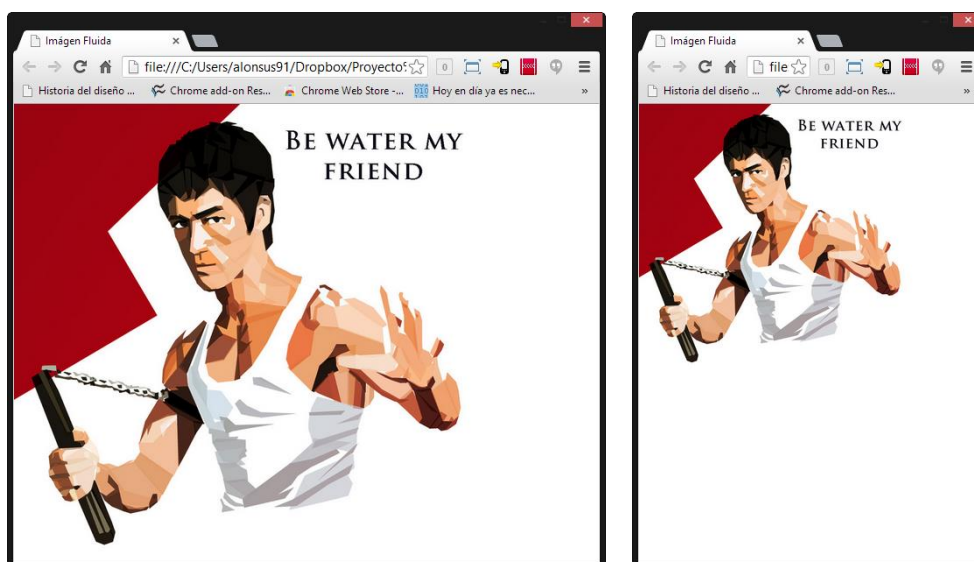 Imágen Fluida
file:///C:/Users/alonsus91/Dropbox/Proyecto
0
Historia del diseño ...
Chrome add-on Res...
Chrome Web Store -...
Hoy en día ya es nec...
»
BE WATER MY
FRIEND
Imágen Fluida
file
0
Historia del diseño ...
Chrome add-on Res...
»
BE WATER MY
FRIEND